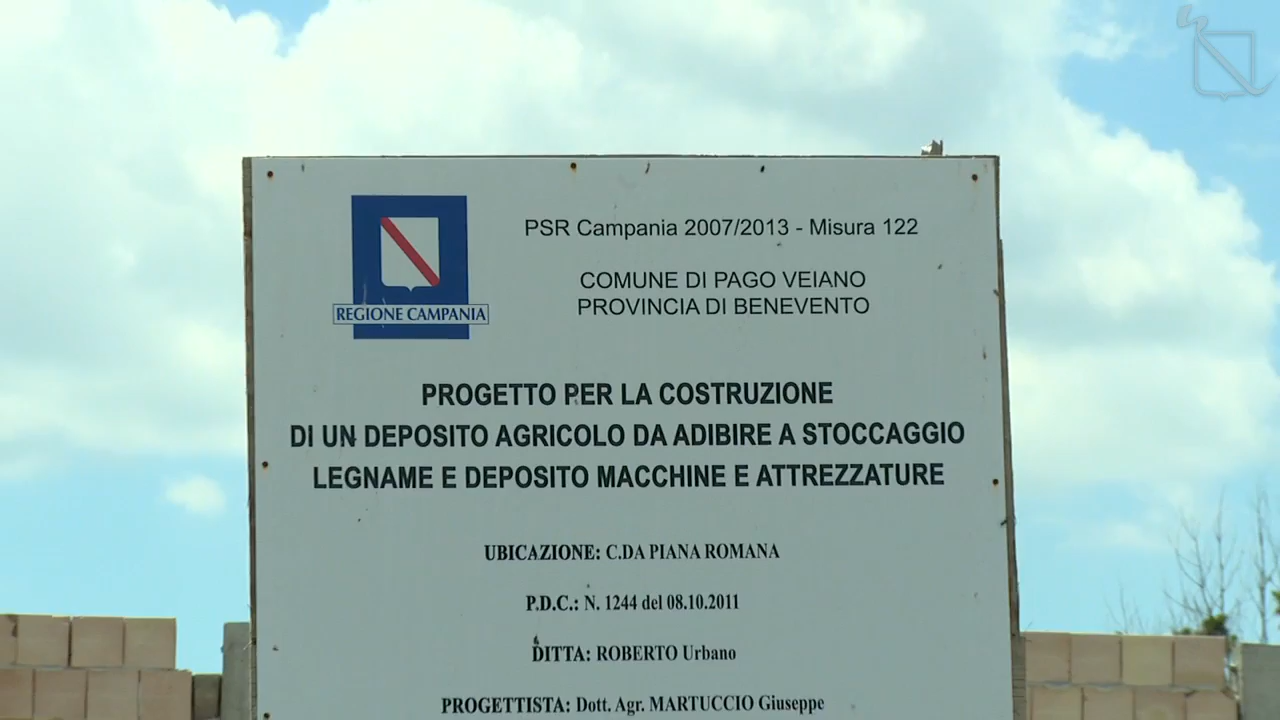 PSR Campania 2007/2013 - Misura 122
COMUNE DI PAGO VEIANO
PROVINCIA DI BENEVENTO
REGIONE CAMPANIA
PROGETTO PER LA COSTRUZIONE
DI UN DEPOSITO AGRICOLO DA ADIBIRE A STOCCAGGIO
LEGNAME E DEPOSITO MACCHINE E ATTREZZATURE
UBICAZIONE: C.DA PIANA ROMANA
P.D.C.: N. 1244 del 08.10.2011
DITTA: ROBERTO Urbano
PROGETTISTA: Dott. Agr. MARTUCCIO Giuseppe